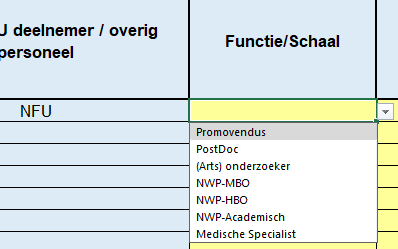 U deelnemer / overig
personeel
Functie/Schaal
NFU
Promovendus
PostDoc
(Arts) onderzoeker
NWP-MBO
NWP-HBO
NWP-Academisch
Medische Specialist